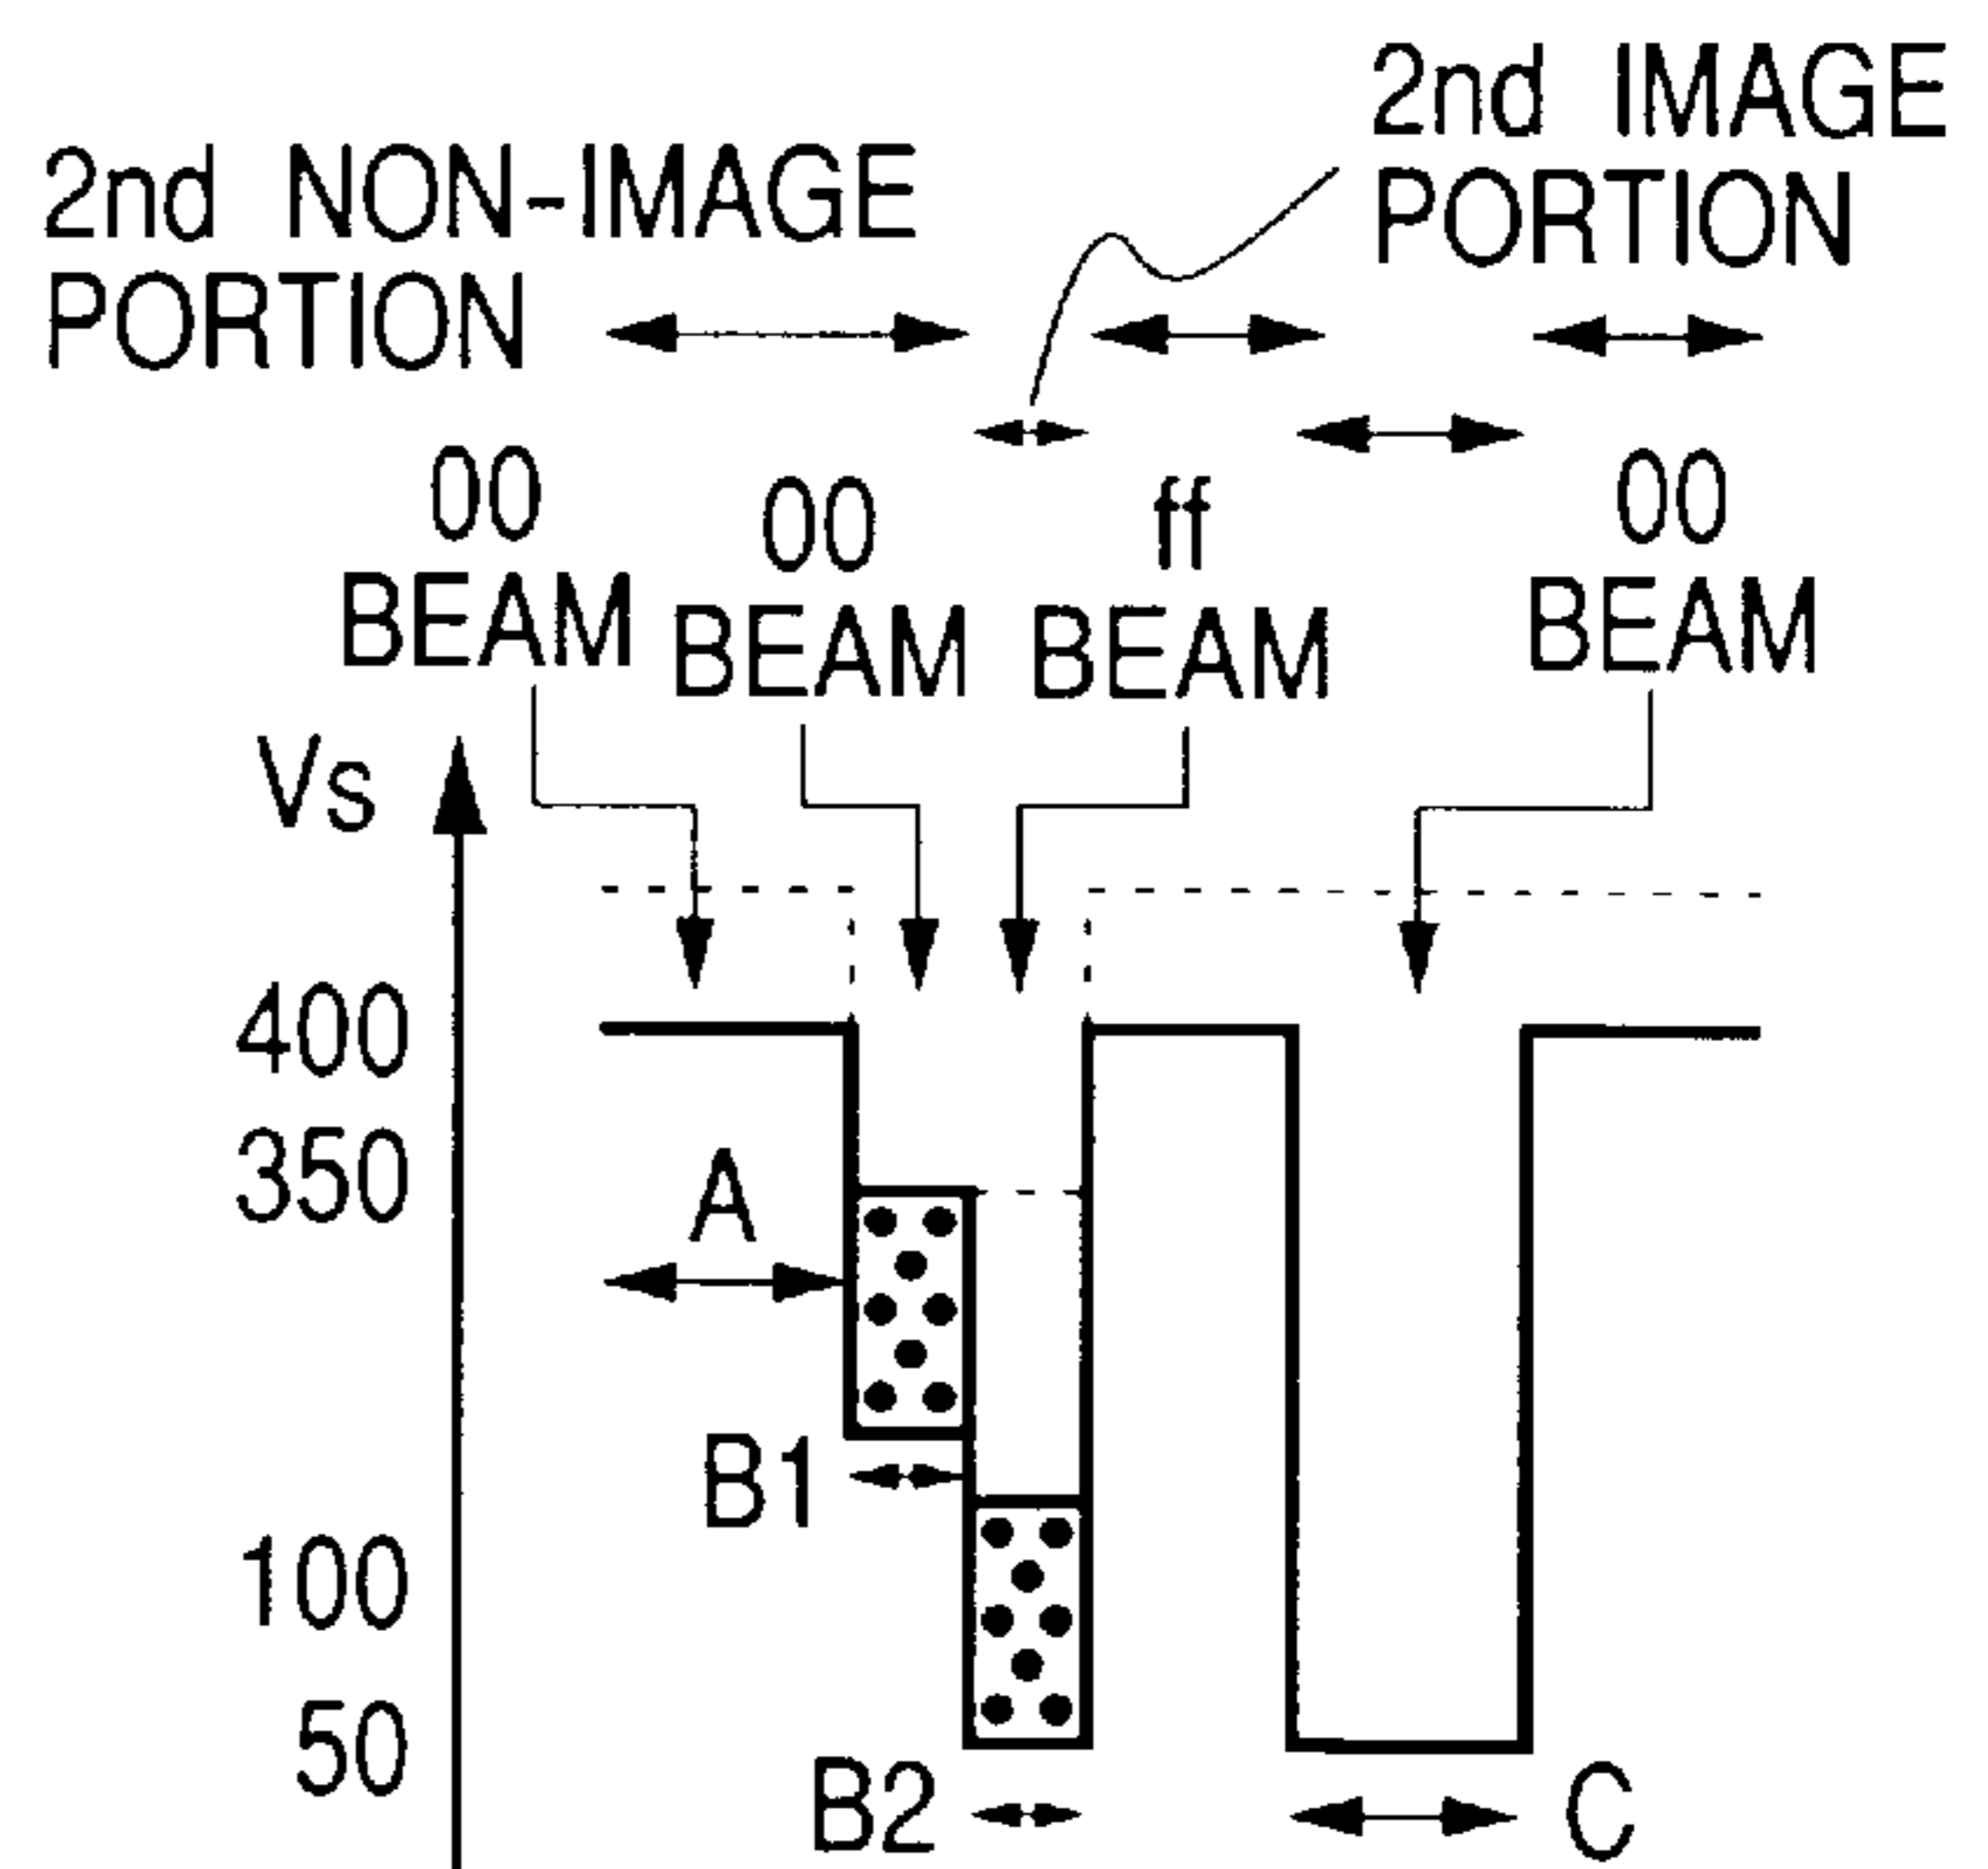 2nd IMAGE
PORTION
2nd NON-IMAGE
PORTION
00
BEAM
00
BEAM
ff
BEAM
00
BEAM
Vs
400
350
A
B1
100
50
B2
C